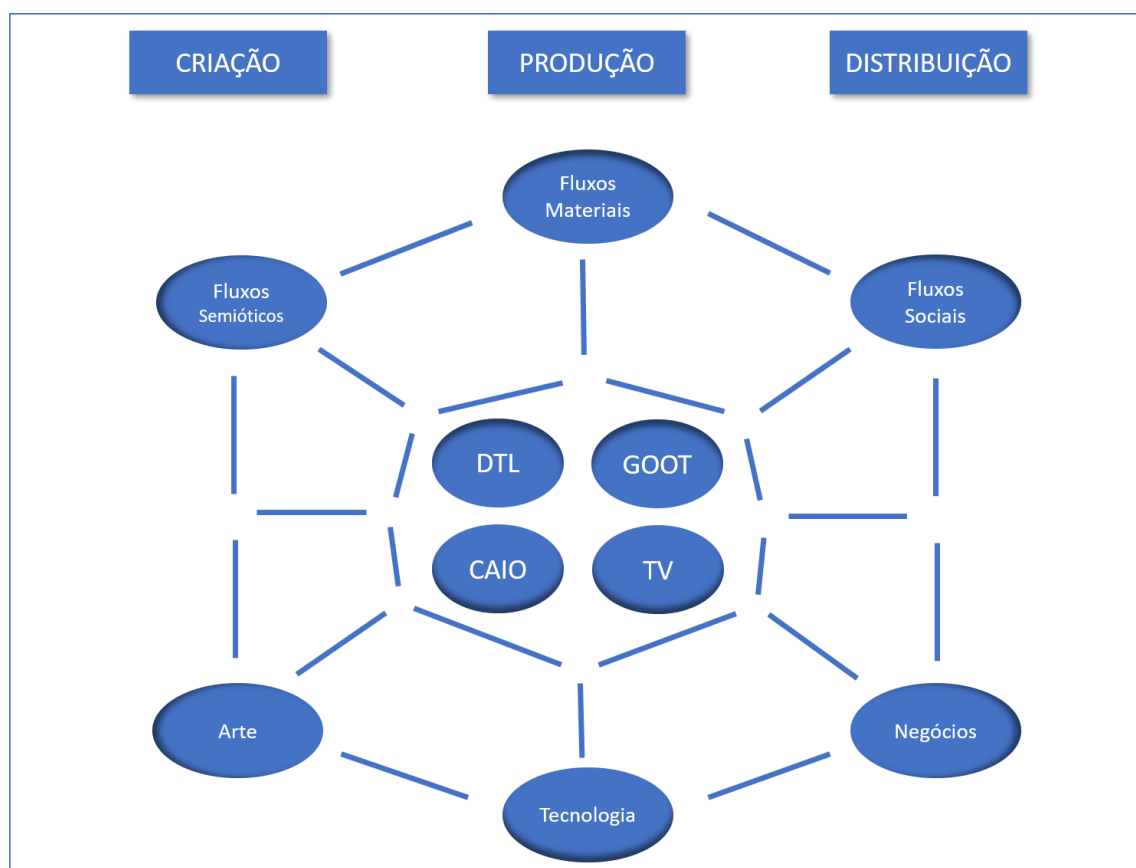 CRIAÇÃO
PRODUÇÃO
DISTRIBUIÇÃO
Fluxos
Materiais
Fluxos
Semióticos
Fluxos
Sociais
DTL
GOOT
CAIO
TV
Arte
Negócios
Tecnologia